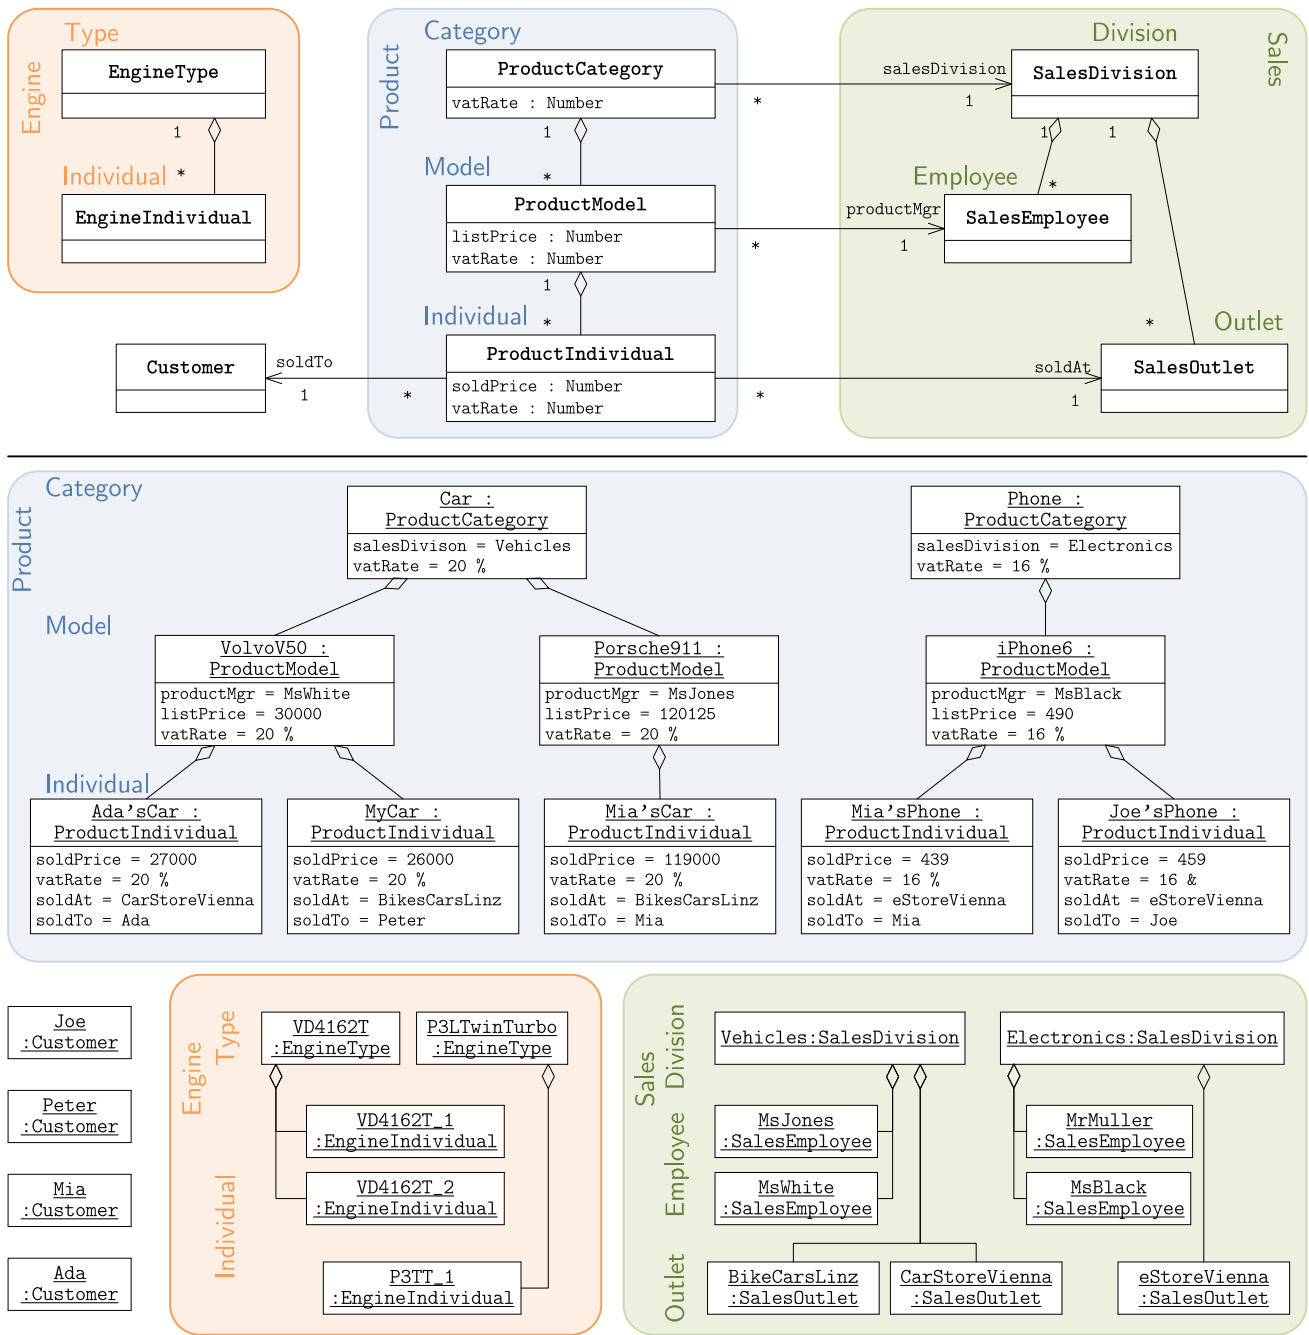 Type
Engine
EngineType
1
*
Individual
EngineIndividual
Customer
soldTo
1
*
Product
Category
ProductCategory
vatRate : Number
1
*
Model
ProductModel
listPrice : Number
vatRate : Number
1
*
Individual
ProductIndividual
soldPrice : Number
vatRate : Number
salesDivision
*
1
productMgr
*
1
soldAt
*
1
Division
Sales
SalesDivision
1
1
*
Employee
SalesEmployee
*
Outlet
SalesOutlet
Product
Category
Car :
ProductCategory
salesDivison = Vehicles
vatRate = 20 %
Phone :
ProductCategory
salesDivision = Electronics
vatRate = 16 %
Model
VolvoV50 :
ProductModel
productMgr = MsWhite
listPrice = 30000
vatRate = 20 %
Porsche911 :
ProductModel
productMgr = MsJones
listPrice = 120125
vatRate = 20 %
iPhone6 :
ProductModel
productMgr = MsBlack
listPrice = 490
vatRate = 16 %
Individual
Ada'sCar :
ProductIndividual
soldPrice = 27000
vatRate = 20 %
soldAt = CarStoreVienna
soldTo = Ada
MyCar :
ProductIndividual
soldPrice = 26000
vatRate = 20 %
soldAt = BikesCarsLinz
soldTo = Peter
Mia'sCar :
ProductIndividual
soldPrice = 119000
vatRate = 20 %
soldAt = BikesCarsLinz
soldTo = Mia
Mia'sPhone :
ProductIndividual
soldPrice = 439
vatRate = 16 %
soldAt = eStoreVienna
soldTo = Mia
Joe'sPhone :
ProductIndividual
soldPrice = 459
vatRate = 16 &
soldAt = eStoreVienna
soldTo = Joe
Joe
:Customer
Peter
:Customer
Mia
:Customer
Ada
:Customer
Engine
Type
VD4162T
:EngineType
P3LTwinTurbo
:EngineType
Individual
VD4162T_1
:EngineIndividual
VD4162T_2
:EngineIndividual
P3TT_1
:EngineIndividual
Sales
Division
Vehicles:SalesDivision
Electronics:SalesDivision
Employee
MsJones
:SalesEmployee
MrMuller
:SalesEmployee
MsWhite
:SalesEmployee
MsBlack
:SalesEmployee
Outlet
BikeCarsLinz
:SalesOutlet
CarStoreVienna
:SalesOutlet
eStoreVienna
:SalesOutlet